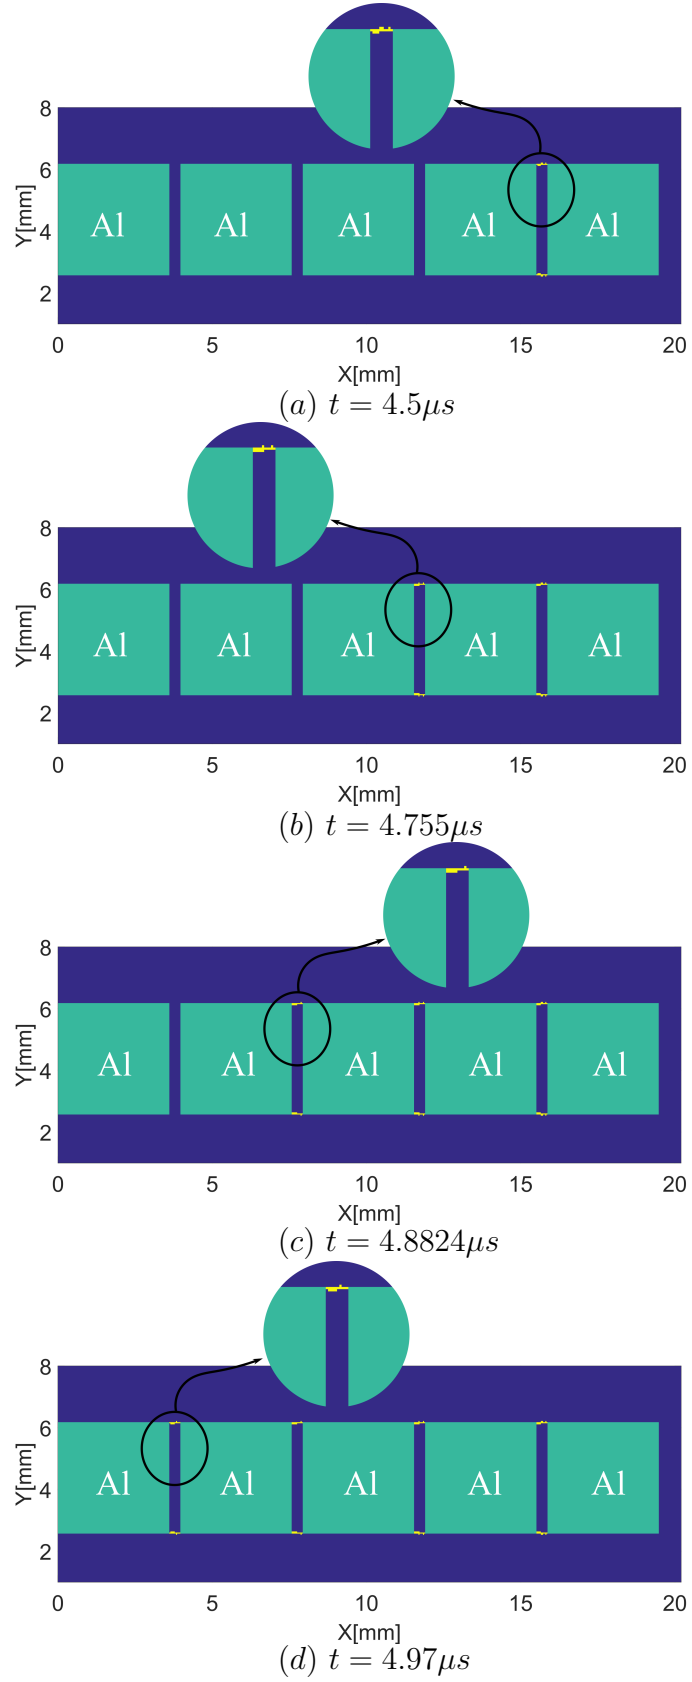 8
6
Y[mm]
4
2
Al Al Al Al Al
0 5 10 15 20
X[mm]
(a) t = 4.5μs
8
6
Y[mm]
4
2
Al Al Al Al Al
0 5 10 15 20
X[mm]
(b) t = 4.755μs
8
6
Y[mm]
4
2
Al Al Al Al Al
0 5 10 15 20
X[mm]
(c) t = 4.8824μs
8
6
Y[mm]
4
2
Al Al Al Al Al
0 5 10 15 20
X[mm]
(d) t = 4.97μs